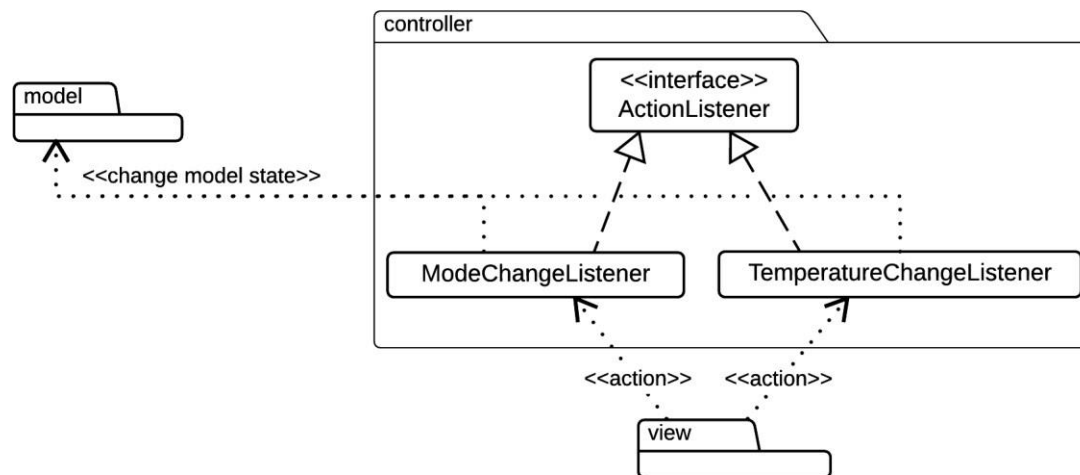 controller
<<interface>>
ActionListener
model
<<change model state>>
ModeChangeListener
TemperatureChangeListener
<<action>>
<<action>>
view